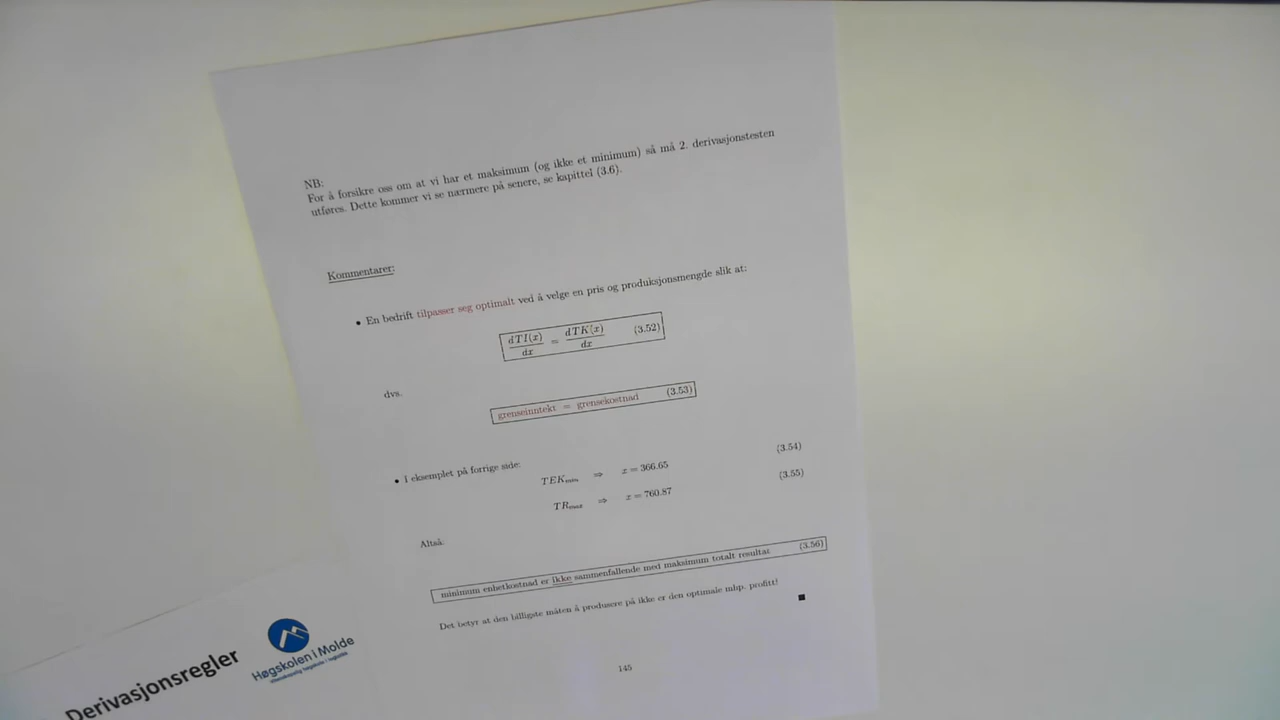 NB:
For å forsikre oss om at vi har et maksimum (og ikke et minimum) så må 2. derivasjonstesten
utføres. Dette kommer vi se nærmere på senere, se kapittel (3.6).
Kommentarer:
• En bedrift tilpasser seg optimalt ved å velge en pris og produksjonsmengde slik at:
dTI(x)/dx = dTK(x)/dx (3.52)
dvs.
grenseinntekt = grensekostnad (3.53)
• I eksemplet på forrige side:
(3.54)
TEKmin ⇒ x = 366.65
(3.55)
TRmax ⇒ x = 760.87
Altså:
minimum enhetkostnad er ikke sammenfallende med maksimum totalt resultat (3.56)
Det betyr at den billigste måten å produsere på ikke er den optimale mhp. profitt!
■
145
Høgskolen i Molde
Vitenskapelig høgskole i logistikk
Derivasjonsregler